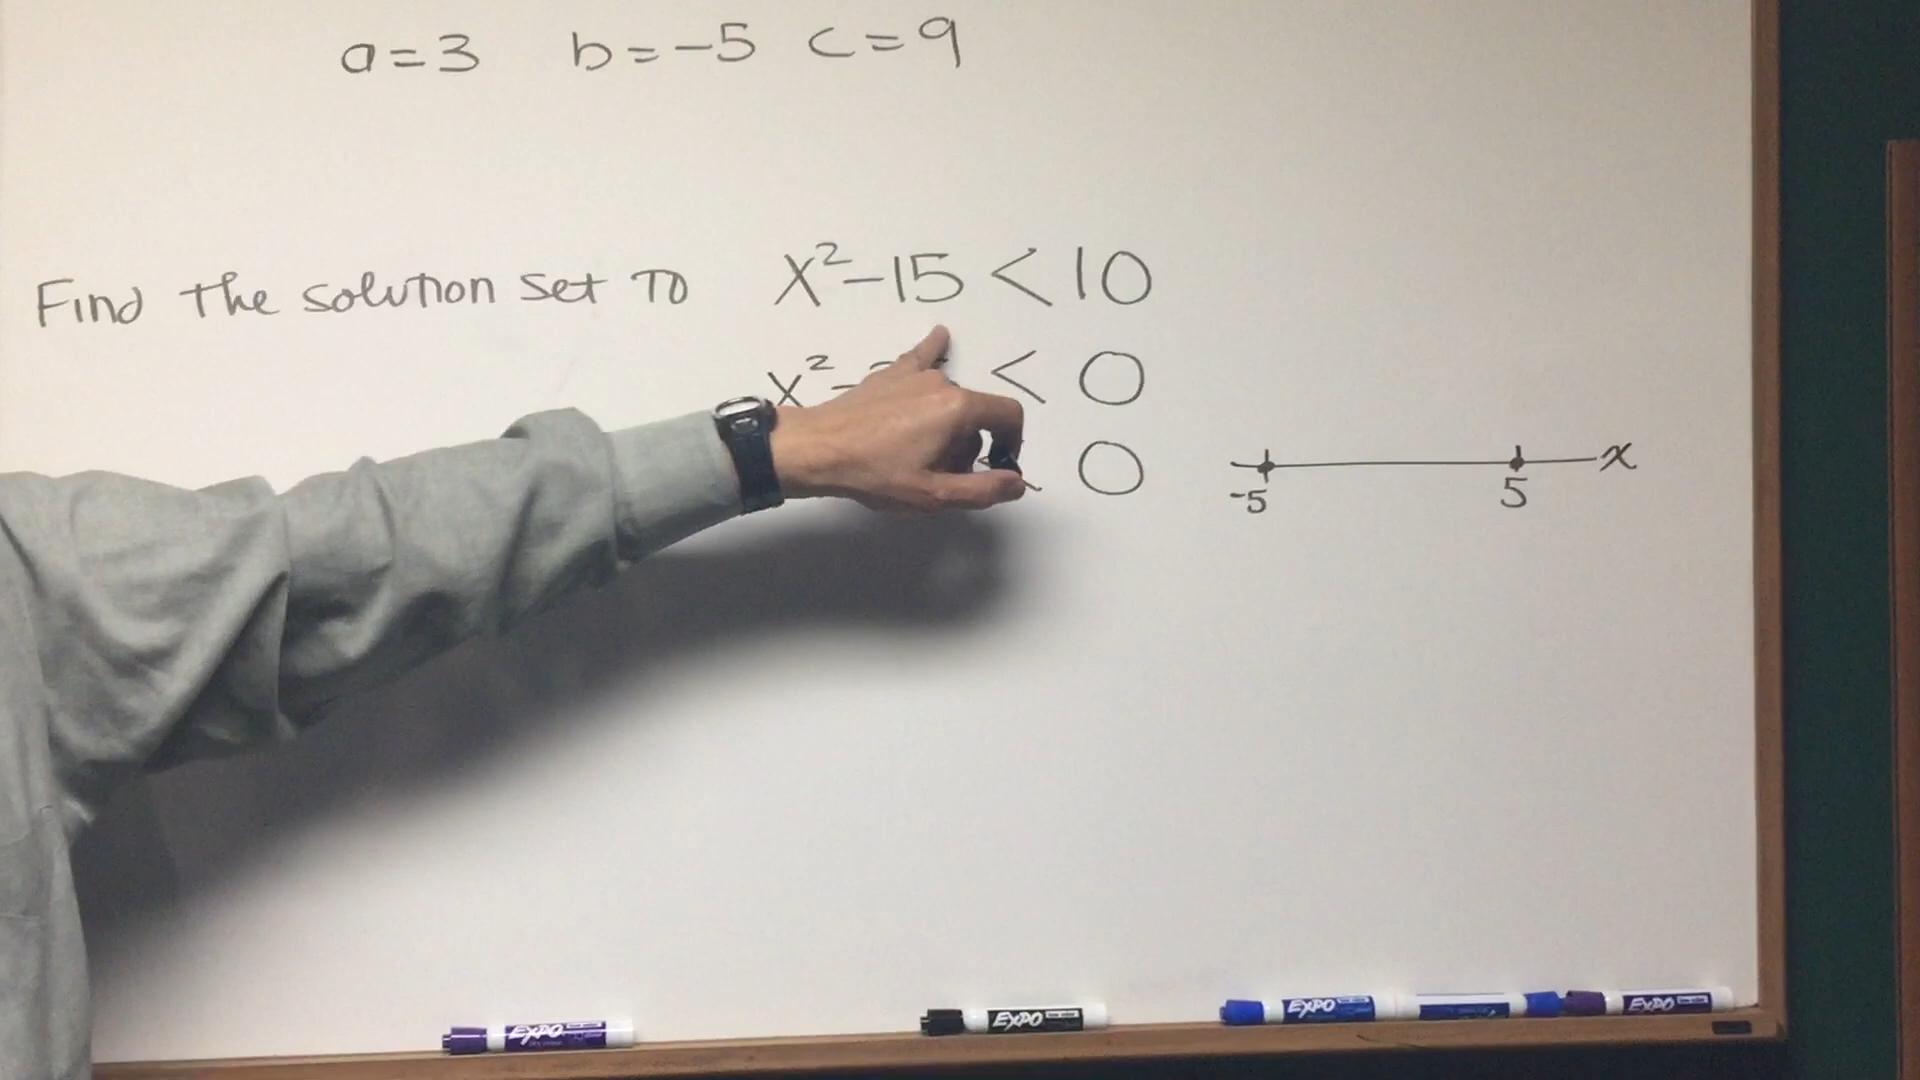 a=3 b=-5 c=9
Find the solution set to x²-15 < 10
x²- < 0
< 0
x
-5 5
EXPO EXPO EXPO EXPO